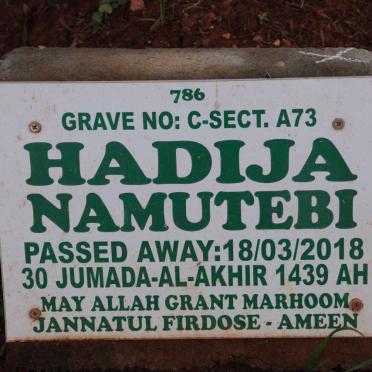 786
GRAVE NO: C-SECT. A73
HADIJA
NAMUTEBI
PASSED AWAY:18/03/2018
30 JUMADA-AL-AKHIR 1439 AH
MAY ALLAH GRANT MARHOOM
JANNATUL FIRDOSE - AMEEN